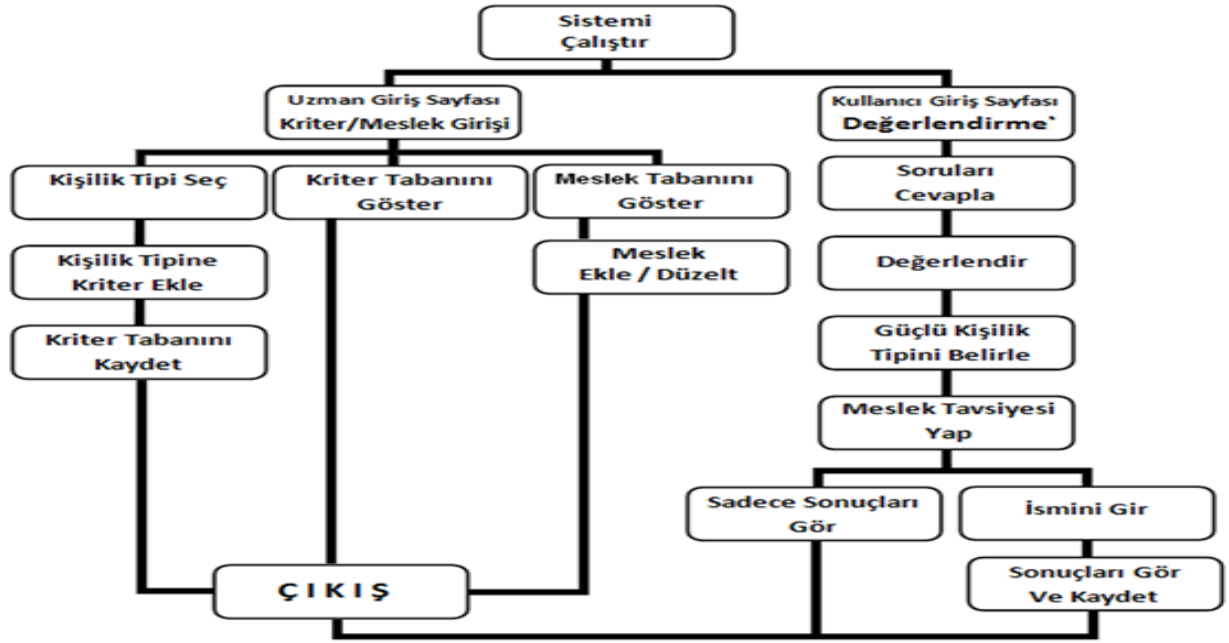 Sistemi
Çalıştır
Uzman Giriş Sayfası
Kriter/Meslek Girişi
Kullanıcı Giriş Sayfası
Değerlendirme`
Kişilik Tipi Seç
Kriter Tabanını
Göster
Meslek Tabanını
Göster
Soruları
Cevapla
Kişilik Tipine
Kriter Ekle
Meslek
Ekle / Düzelt
Değerlendir
Kriter Tabanını
Kaydet
Güçlü Kişilik
Tipini Belirle
Meslek Tavsiyesi
Yap
Sadece Sonuçları
Gör
İsmini Gir
Sonuçları Gör
Ve Kaydet
Ç I K I Ş